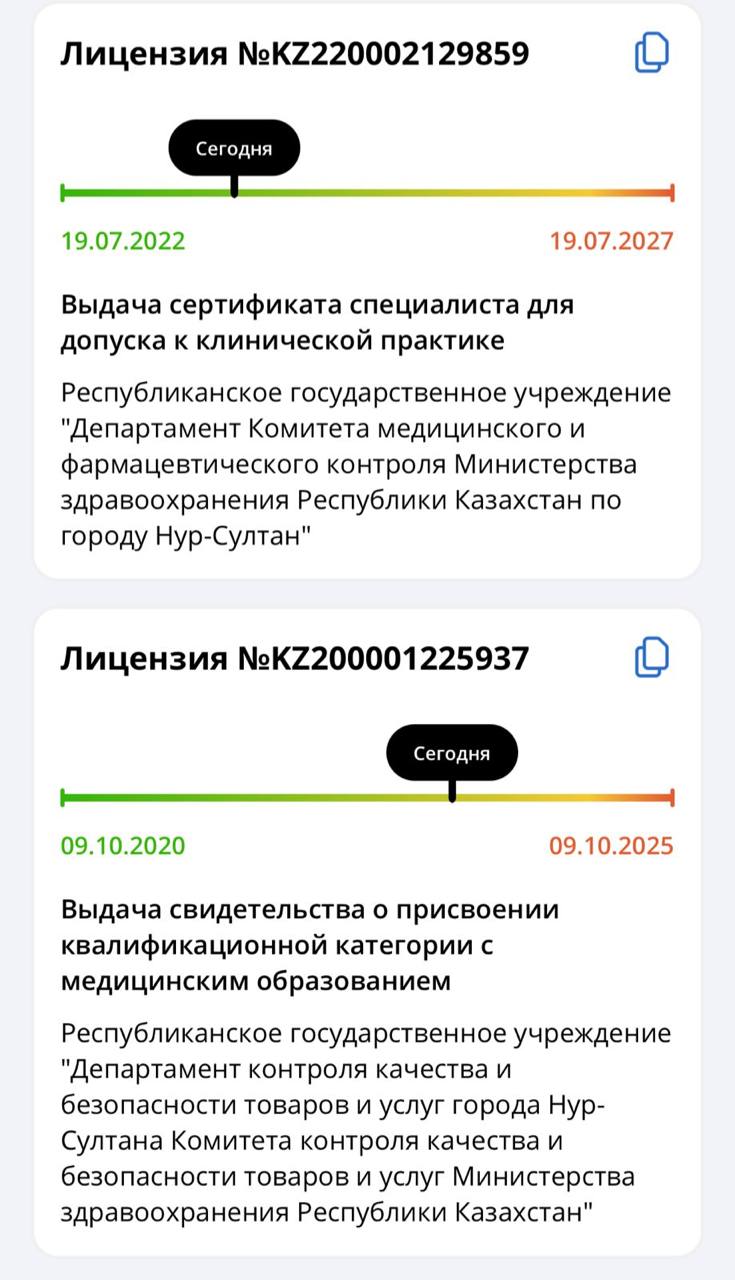 Лицензия №KZ220002129859
Сегодня
19.07.2022 19.07.2027
Выдача сертификата специалиста для
допуска к клинической практике
Республиканское государственное учреждение
"Департамент Комитета медицинского и
фармацевтического контроля Министерства
здравоохранения Республики Казахстан по
городу Нур-Султан"
Лицензия №KZ200001225937
Сегодня
09.10.2020 09.10.2025
Выдача свидетельства о присвоении
квалификационной категории с
медицинским образованием
Республиканское государственное учреждение
"Департамент контроля качества и
безопасности товаров и услуг города Нур-
Султана Комитета контроля качества и
безопасности товаров и услуг Министерства
здравоохранения Республики Казахстан"